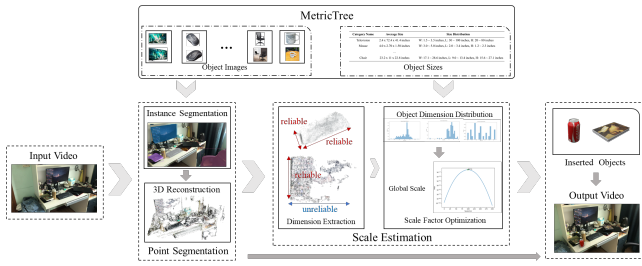 MetricTree
Object Images
Category Name Average Size Size Distribution
Television
Mouse
Chair
Object Sizes
Instance Segmentation
3D Reconstruction
Point Segmentation
Input Video
reliable
reliable
reliable
unreliable
Dimension Extraction
Object Dimension Distribution
Global Scale
Scale Factor Optimization
Scale Estimation
Inserted Objects
Output Video